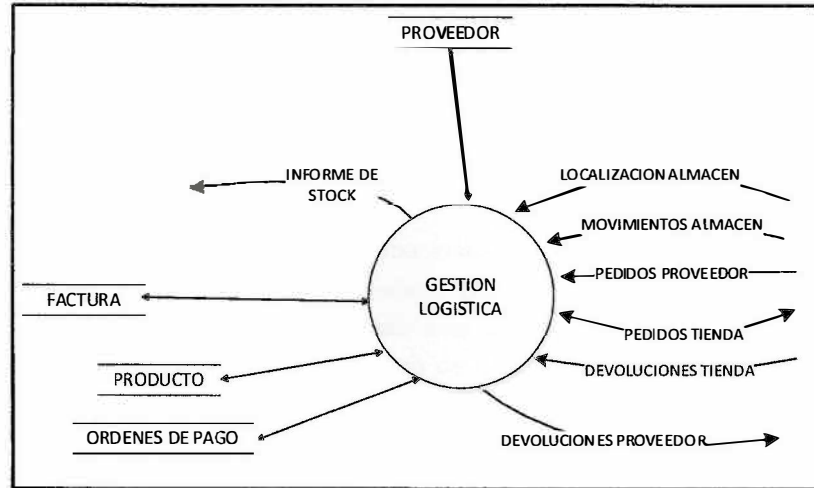 PROVEEDOR
INFORME DE
STOCK
LOCALIZACION ALMACEN
MOVIMIENTOS ALMACEN
PEDIDOS PROVEEDOR
GESTION
LOGISTICA
FACTURA
PEDIDOS TIENDA
DEVOLUCIONES TIENDA
PRODUCTO
ORDENES DE PAGO
DEVOLUCIONES PROVEEDOR